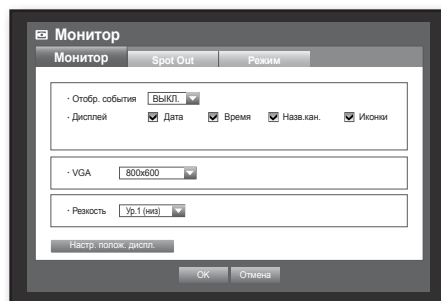 Монитор
Монитор Spot Out Режим
· Отобр. события ВЫКЛ.
· Дисплей Дата Время Назв.кан. Иконки
· VGA 800x600
· Резкость Ур.1 (низ)
Настр. полож. диспл.
OK Отмена